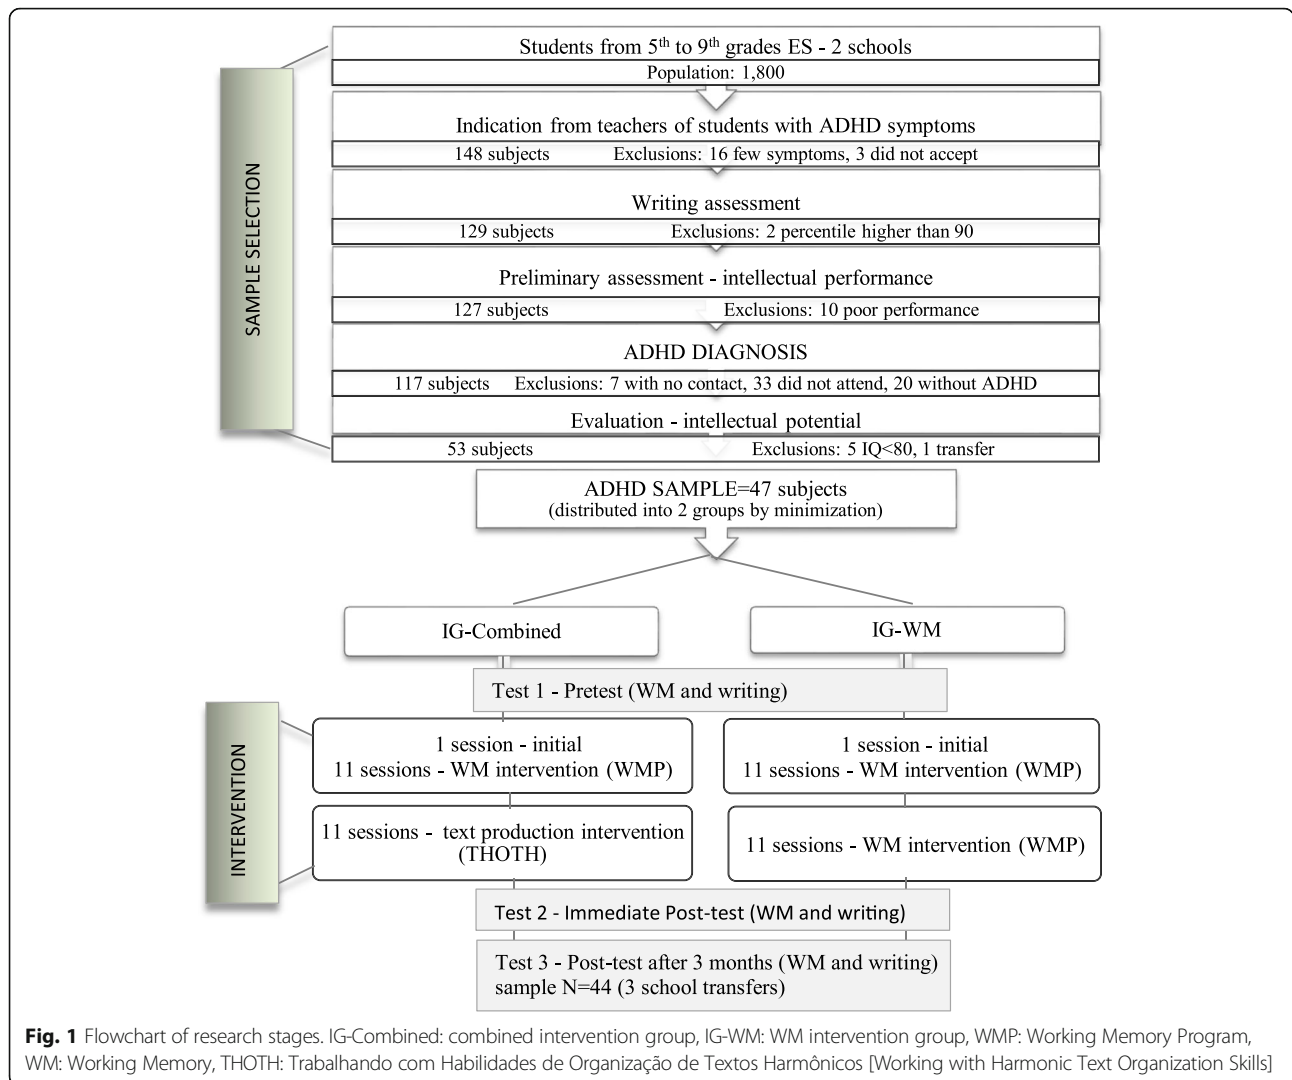 Students from 5th to 9th grades ES - 2 schools
Population: 1,800
Indication from teachers of students with ADHD symptoms
148 subjects Exclusions: 16 few symptoms, 3 did not accept
Writing assessment
129 subjects Exclusions: 2 percentile higher than 90
Preliminary assessment - intellectual performance
127 subjects Exclusions: 10 poor performance
ADHD DIAGNOSIS
117 subjects Exclusions: 7 with no contact, 33 did not attend, 20 without ADHD
Evaluation - intellectual potential
53 subjects Exclusions: 5 IQ<80, 1 transfer
SAMPLE SELECTION
ADHD SAMPLE=47 subjects
(distributed into 2 groups by minimization)
IG-Combined
IG-WM
Test 1 - Pretest (WM and writing)
INTERVENTION
1 session - initial
11 sessions - WM intervention (WMP)
1 session - initial
11 sessions - WM intervention (WMP)
11 sessions - text production intervention
(THOTH)
11 sessions - WM intervention (WMP)
Test 2 - Immediate Post-test (WM and writing)
Test 3 - Post-test after 3 months (WM and writing)
sample N=44 (3 school transfers)
Fig. 1 Flowchart of research stages. IG-Combined: combined intervention group, IG-WM: WM intervention group, WMP: Working Memory Program,
WM: Working Memory, THOTH: Trabalhando com Habilidades de Organização de Textos Harmônicos [Working with Harmonic Text Organization Skills]